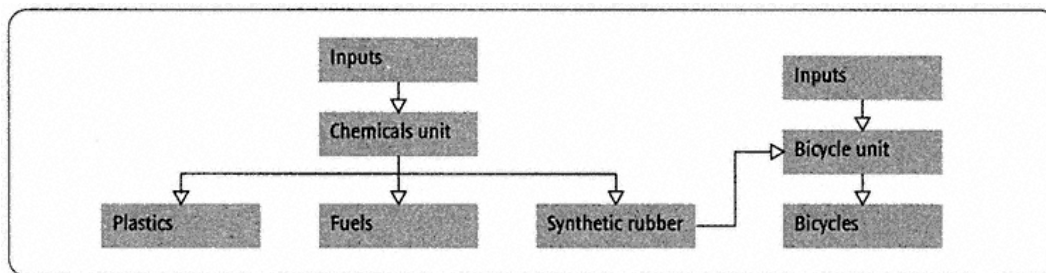 Inputs
Inputs
Chemicals unit
Bicycle unit
Plastics
Fuels
Synthetic rubber
Bicycles